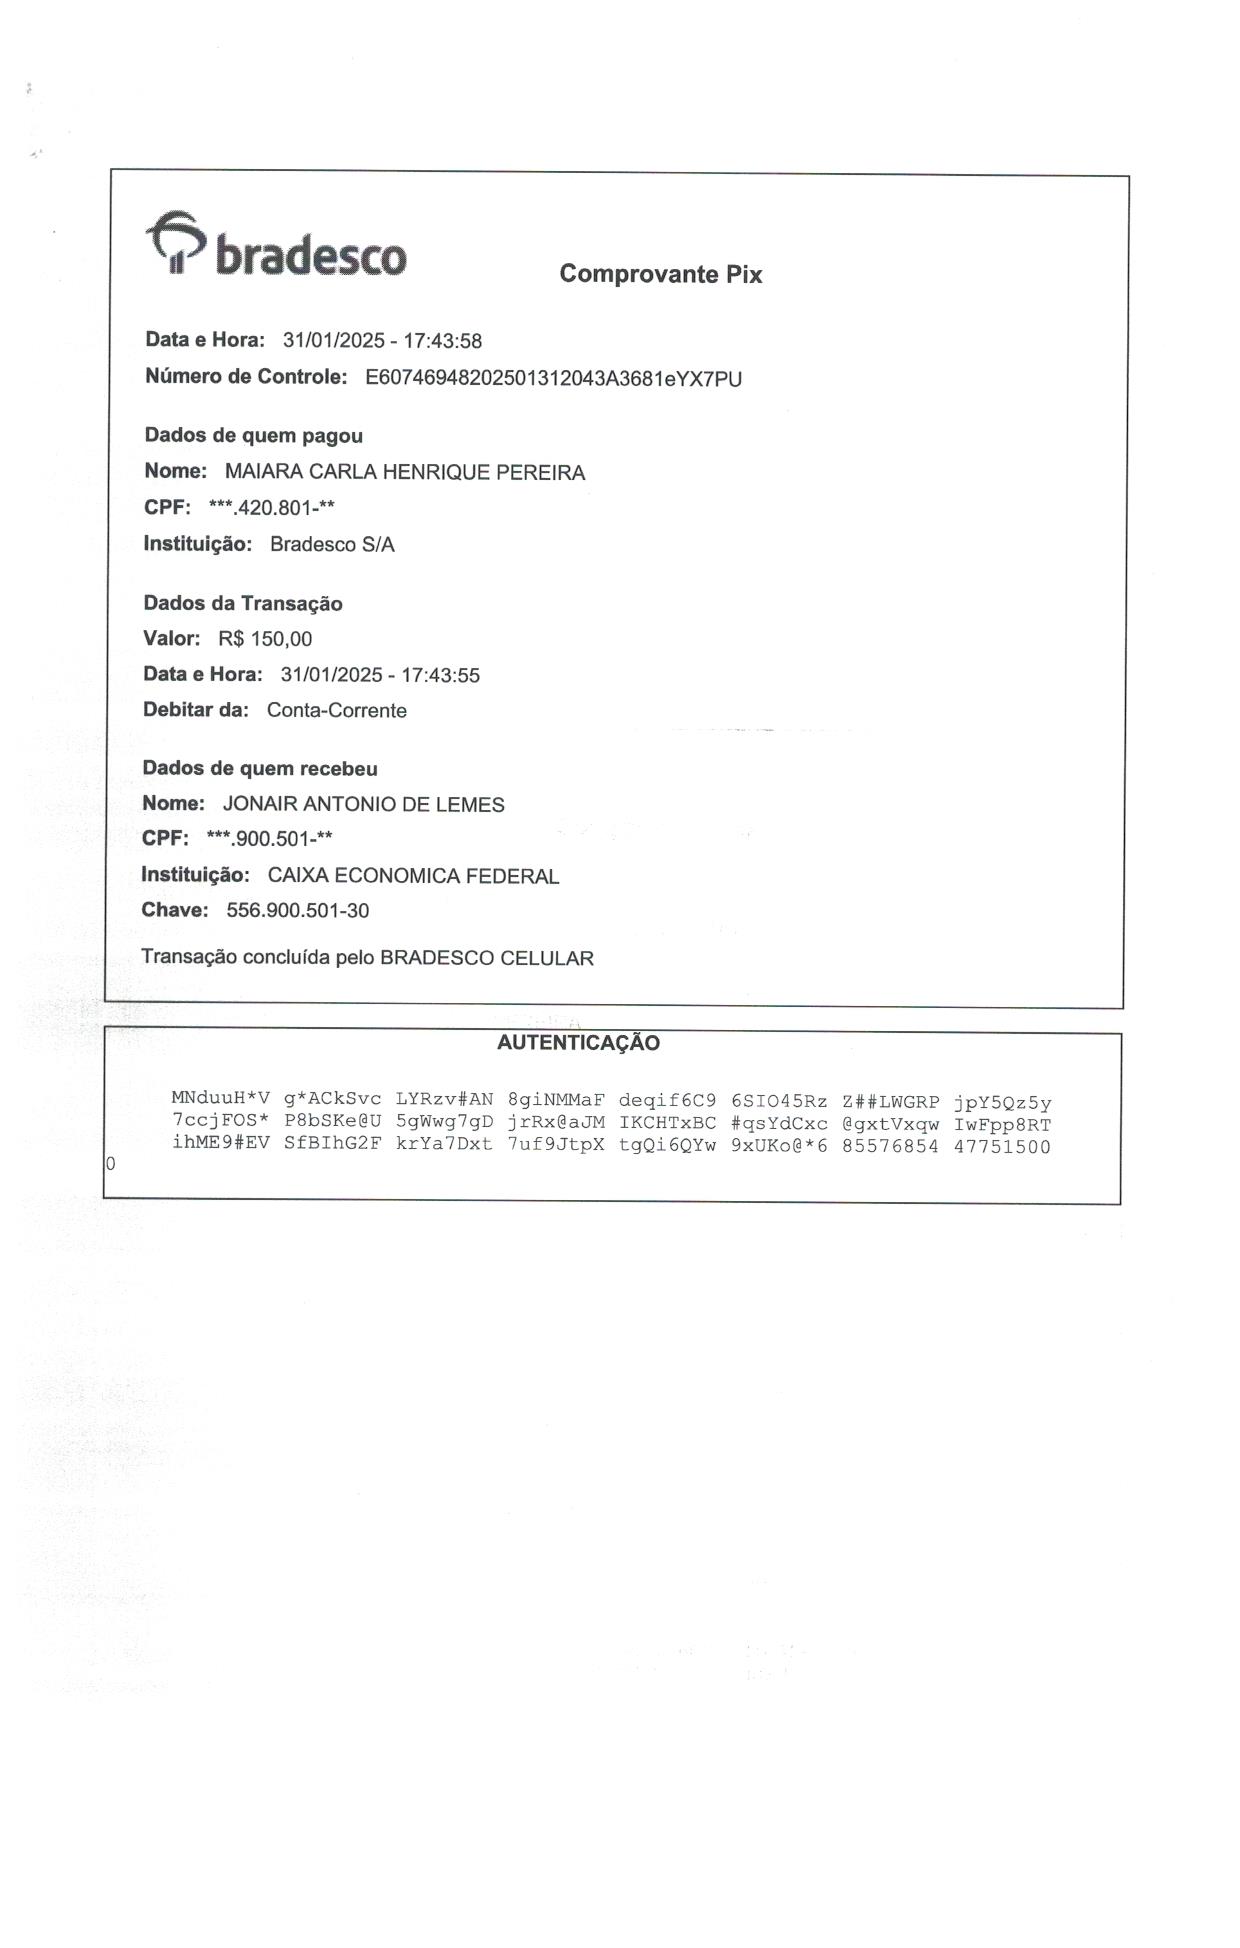 bradesco
Comprovante Pix
Data e Hora: 31/01/2025 - 17:43:58
Número de Controle: E60746948202501312043A3681eYX7PU
Dados de quem pagou
Nome: MAIARA CARLA HENRIQUE PEREIRA
CPF: ***.420.801-**
Instituição: Bradesco S/A
Dados da Transação
Valor: R$ 150,00
Data e Hora: 31/01/2025 - 17:43:55
Debitar da: Conta-Corrente
Dados de quem recebeu
Nome: JONAIR ANTONIO DE LEMES
CPF: ***.900.501-**
Instituição: CAIXA ECONOMICA FEDERAL
Chave: 556.900.501-30
Transação concluída pelo BRADESCO CELULAR
AUTENTICAÇÃO
MNduuH*V g*ACkSvc LYRzv#AN 8giNMMaF deqif6C9 6SIO45Rz Z##LWGRP jpY5Qz5y
7ccjFOS* P8bSKe@U 5gWwg7gD jrRx@aJM IKCHTxBC #qsYdCxc @gxtVxqw IwFpp8RT
ihME9#EV SfBIhG2F krYa7Dxt 7uf9JtpX tgQi6QYw 9xUKo@*6 85576854 47751500
0